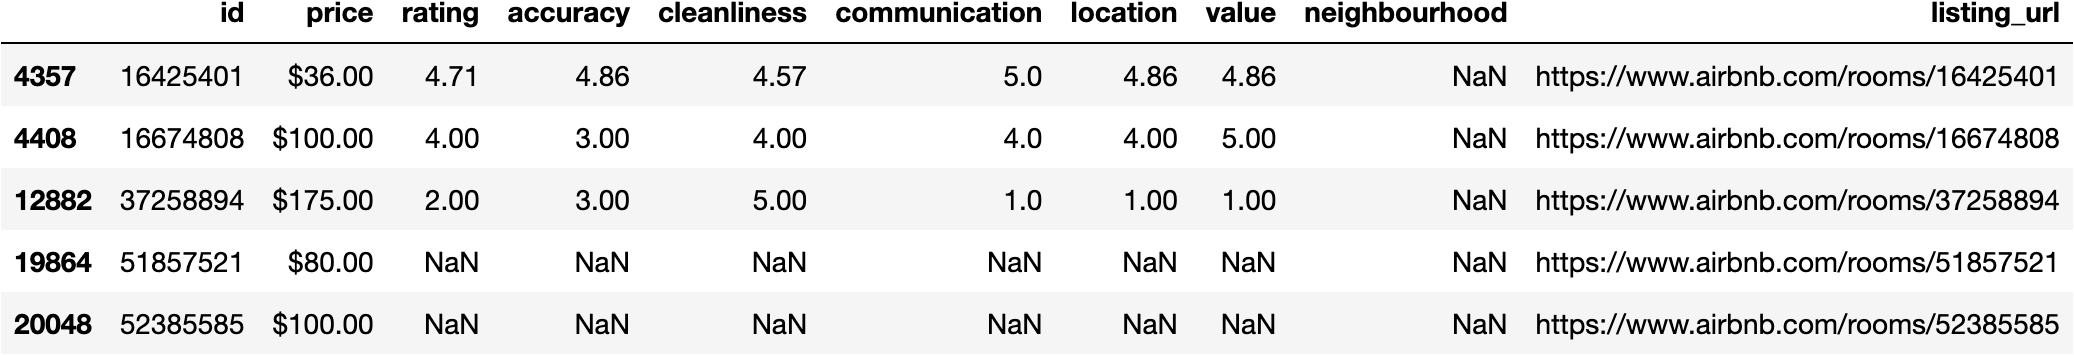 id price rating accuracy cleanliness communication location value neighbourhood listing_url
4357 16425401 $36.00 4.71 4.86 4.57 5.0 4.86 4.86 NaN https://www.airbnb.com/rooms/16425401
4408 16674808 $100.00 4.00 3.00 4.00 4.0 4.00 5.00 NaN https://www.airbnb.com/rooms/16674808
12882 37258894 $175.00 2.00 3.00 5.00 1.0 1.00 1.00 NaN https://www.airbnb.com/rooms/37258894
19864 51857521 $80.00 NaN NaN NaN NaN NaN NaN NaN https://www.airbnb.com/rooms/51857521
20048 52385585 $100.00 NaN NaN NaN NaN NaN NaN NaN https://www.airbnb.com/rooms/52385585